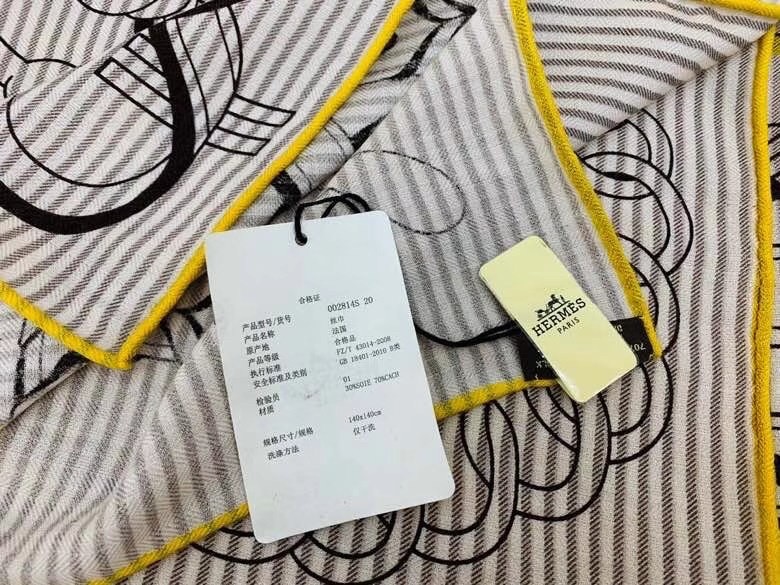 合格证
产品型号/货号 002814S 20
产品名称 丝巾
原产地 法国
产品等级 合格品
执行标准 FZ/T 43014-2008
安全标准及类别 GB 18401-2010 B类
检验员 01
材质 30%SOIE 70%CACH
规格尺寸/规格 140x140cm
洗涤方法 仅干洗
HERMES
PARIS